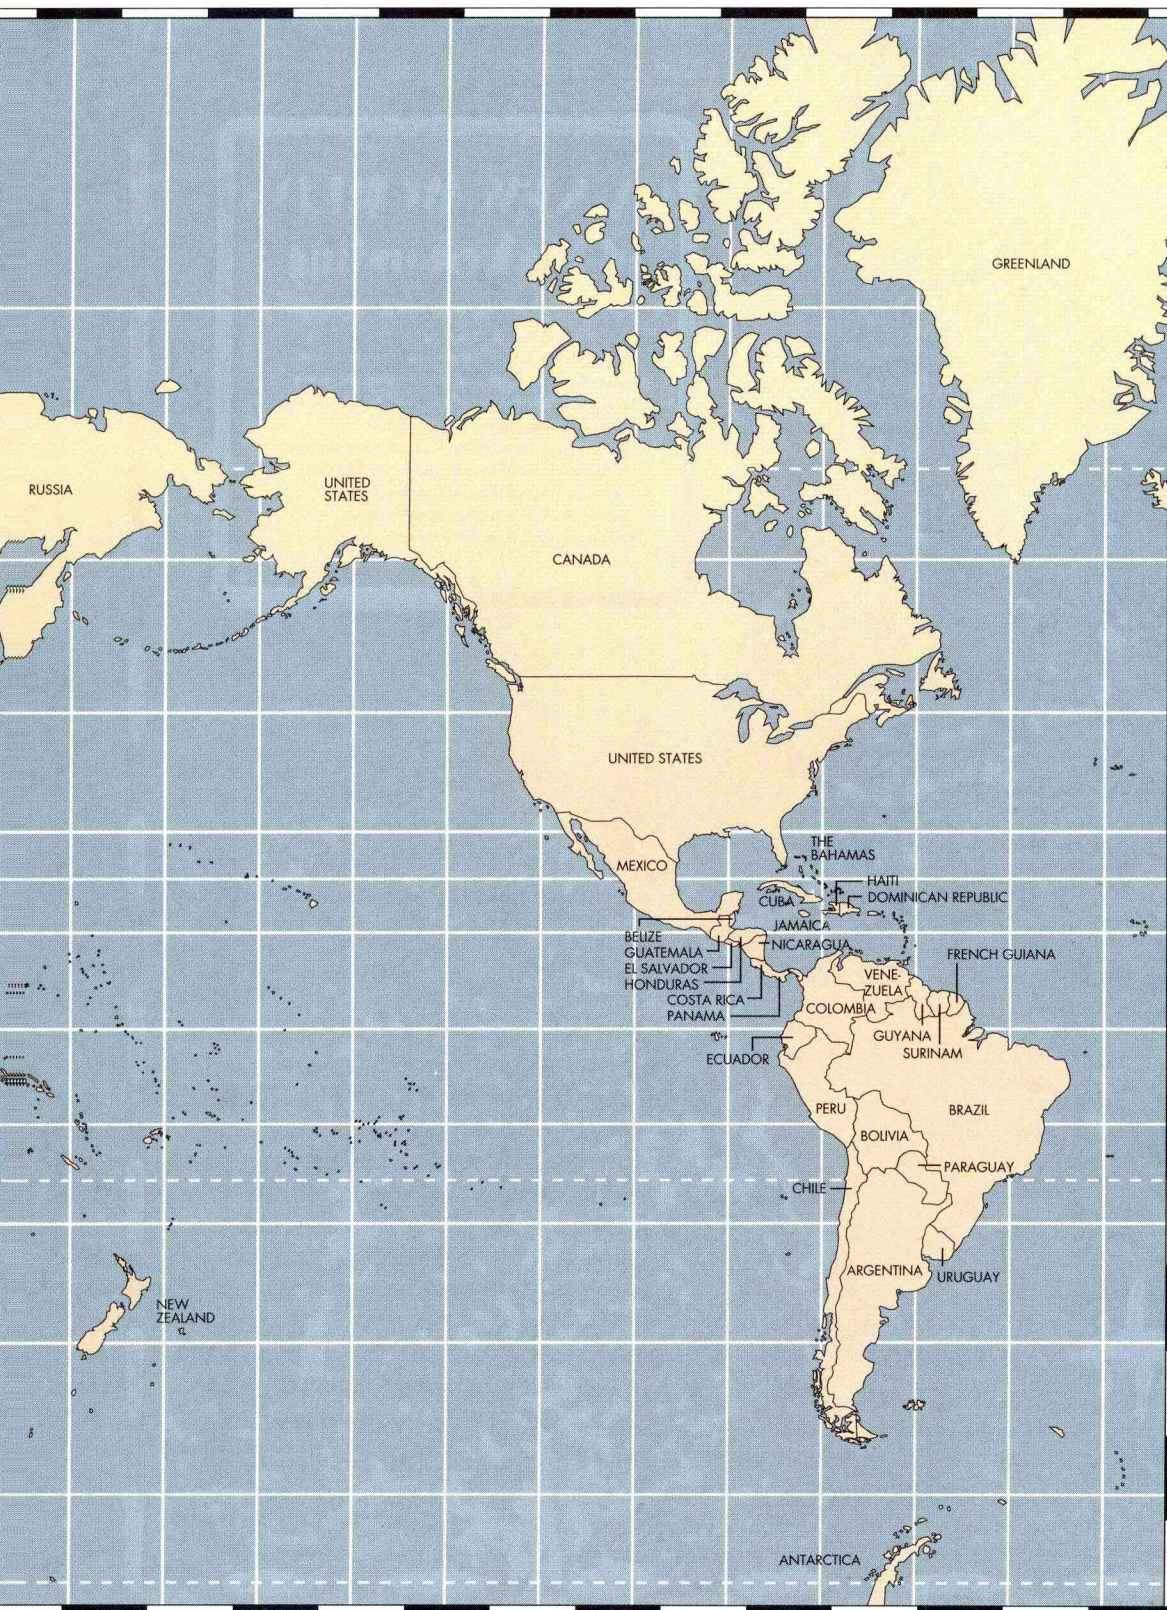 GREENLAND
RUSSIA
UNITED
STATES
CANADA
UNITED STATES
THE
BAHAMAS
MEXICO
HAITI
CUBA
DOMINICAN REPUBLIC
JAMAICA
BELIZE
NICARAGUA
GUATEMALA
FRENCH GUIANA
EL SALVADOR
VENE-
ZUELA
HONDURAS
COSTA RICA
COLOMBIA
PANAMA
GUYANA
SURINAM
ECUADOR
PERU
BRAZIL
BOLIVIA
PARAGUAY
CHILE
ARGENTINA
URUGUAY
NEW
ZEALAND
ANTARCTICA